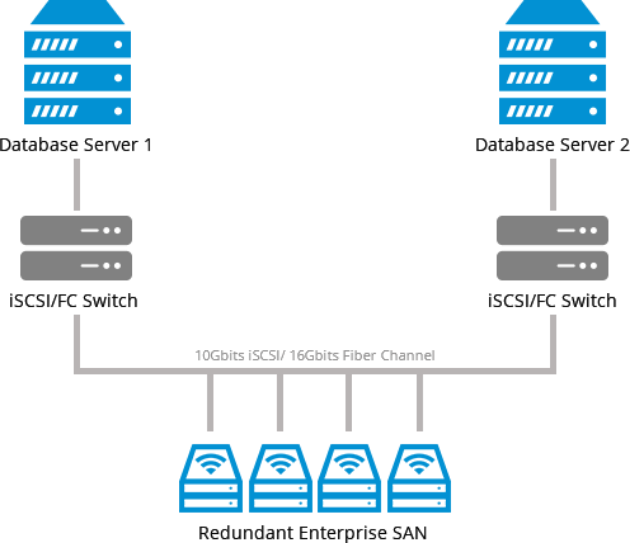 Database Server 1
Database Server 2
iSCSI/FC Switch
iSCSI/FC Switch
10Gbits iSCSI/ 16Gbits Fiber Channel
Redundant Enterprise SAN